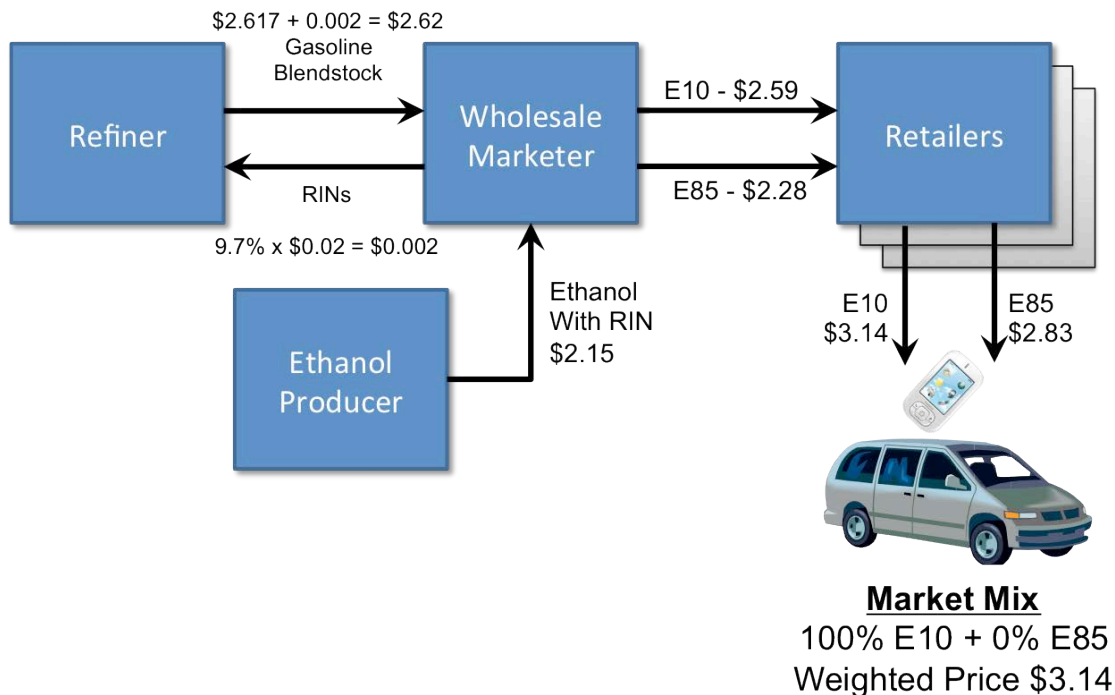 $2.617 + 0.002 = $2.62
Gasoline
Blendstock
Refiner
Wholesale
Marketer
E10 - $2.59
Retailers
RINs
E85 - $2.28
9.7% x $0.02 = $0.002
Ethanol
With RIN
$2.15
Ethanol
Producer
E10
$3.14
E85
$2.83
Market Mix
100% E10 + 0% E85
Weighted Price $3.14